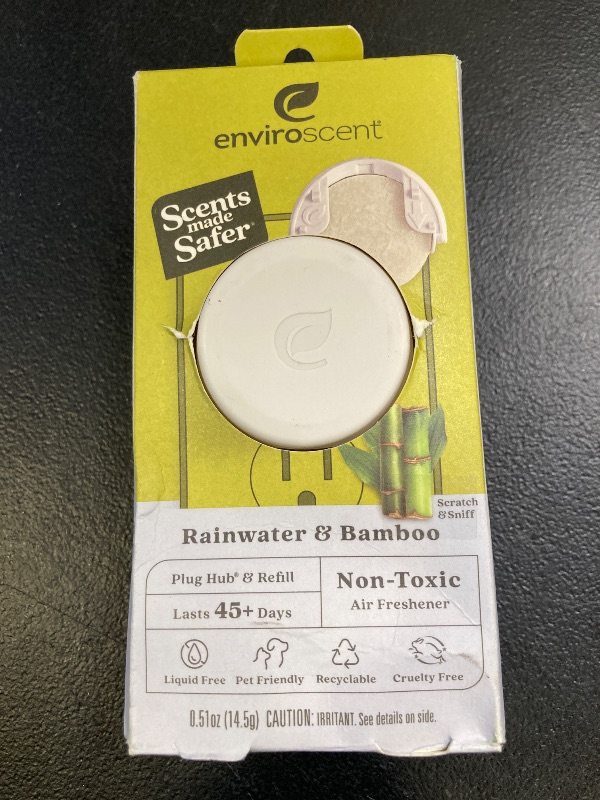 enviroscent®
Scents
made
Safer®
Scratch
& Sniff
Rainwater & Bamboo
Plug Hub® & Refill
Lasts 45+ Days
Non-Toxic
Air Freshener
Liquid Free
Pet Friendly
Recyclable
Cruelty Free
0.51oz (14.5g) CAUTION: IRRITANT. See details on side.